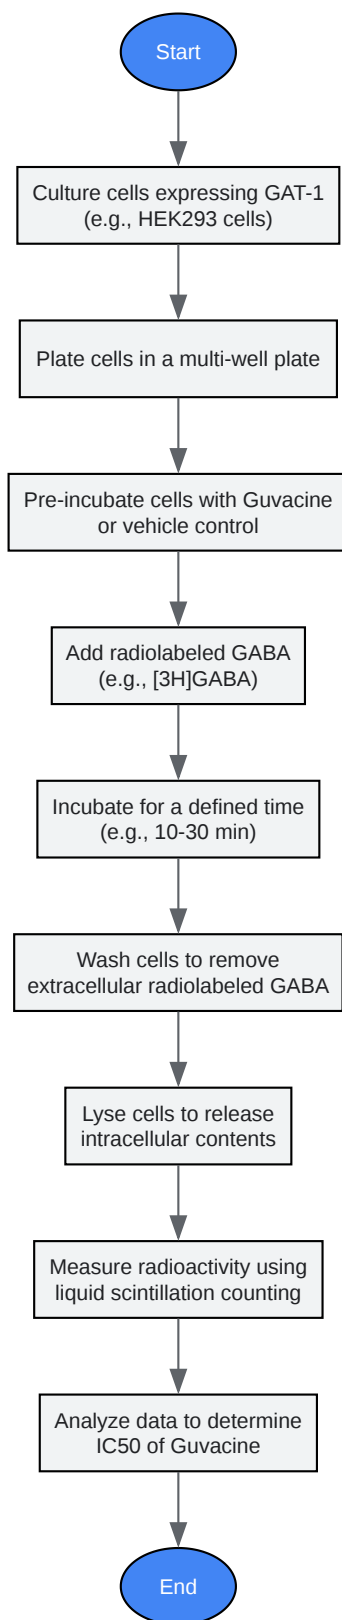 Start
Culture cells expressing GAT-1
(e.g., HEK293 cells)
Plate cells in a multi-well plate
Pre-incubate cells with Guvacine
or vehicle control
Add radiolabeled GABA
(e.g., [3H]GABA)
Incubate for a defined time
(e.g., 10-30 min)
Wash cells to remove
extracellular radiolabeled GABA
Lyse cells to release
intracellular contents
Measure radioactivity using
liquid scintillation counting
Analyze data to determine
IC50 of Guvacine
End